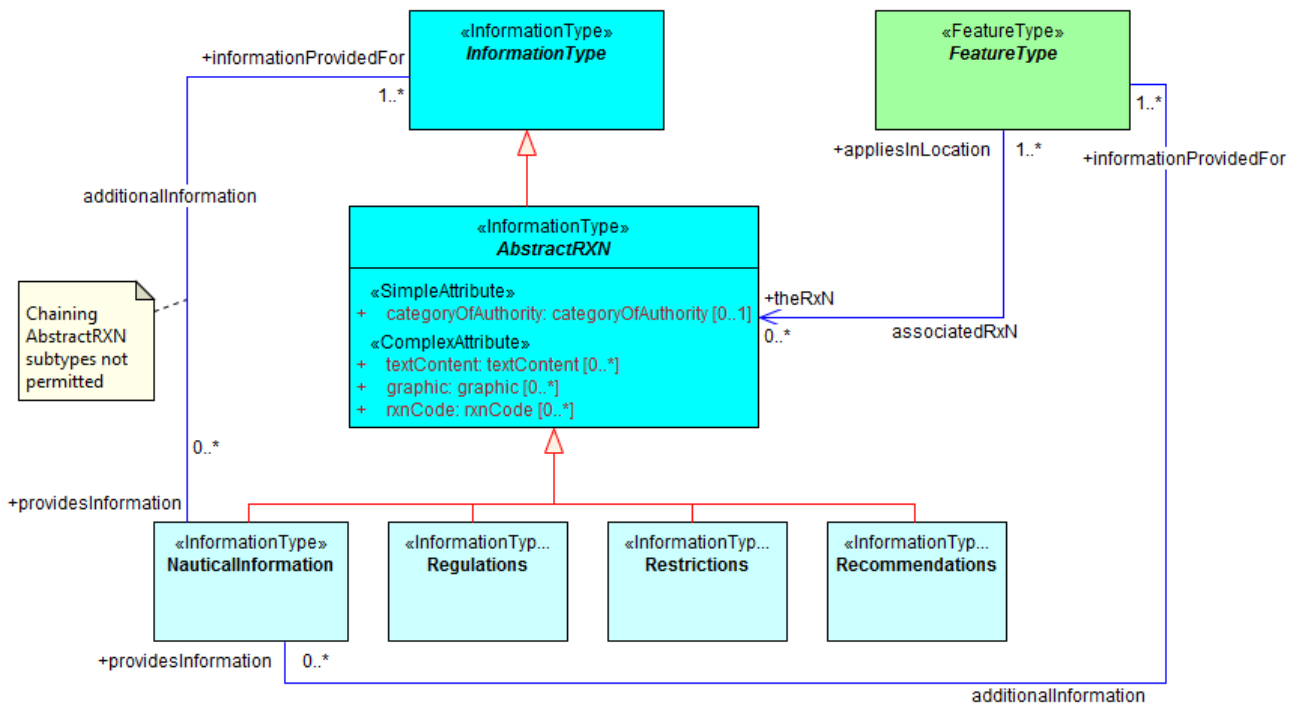 «InformationType»
InformationType
«FeatureType»
FeatureType
+informationProvidedFor
1..*
1..*
+informationProvidedFor
+appliesInLocation
1..*
additionalInformation
«InformationType»
AbstractRXN
«SimpleAttribute»
+ categoryOfAuthority: categoryOfAuthority [0..1]
«ComplexAttribute»
+ textContent: textContent [0..*]
+ graphic: graphic [0..*]
+ rxnCode: rxnCode [0..*]
+theRxN
0..*
associatedRxN
Chaining
AbstractRXN
subtypes not
permitted
0..*
+providesInformation
«InformationType»
NauticalInformation
«InformationTyp...
Regulations
«InformationTyp...
Restrictions
«InformationTyp...
Recommendations
+providesInformation
0..*
additionalInformation